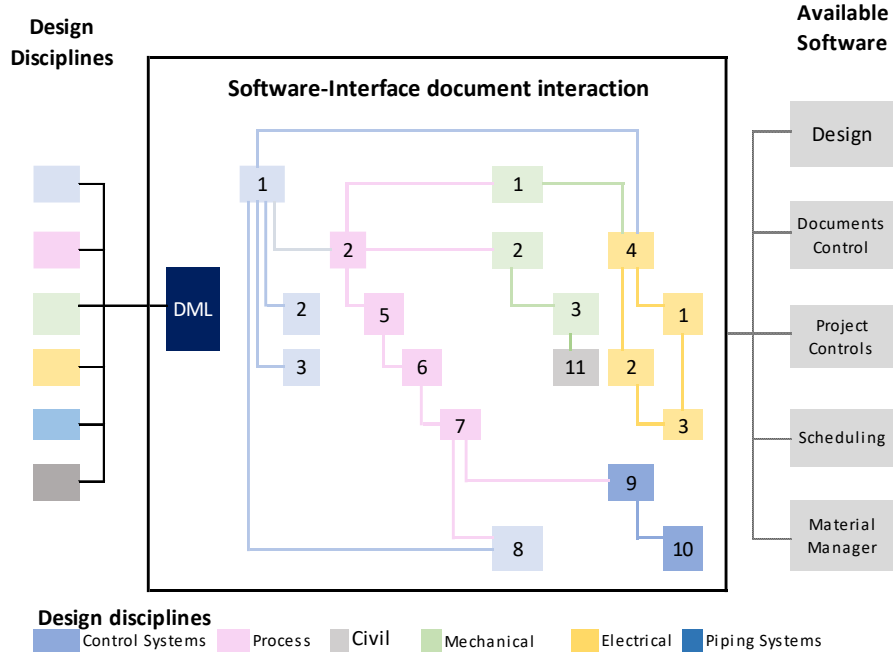 Design
Disciplines
Available
Software
Software-Interface document interaction
DML
1
1
2
2
4
2
5
3
1
3
6
11
2
7
3
9
8
10
Design
Documents
Control
Project
Controls
Scheduling
Material
Manager
Design disciplines
Control Systems
Process
Civil
Mechanical
Electrical
Piping Systems